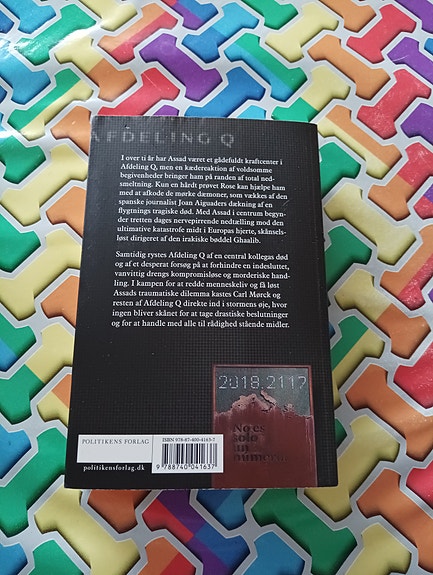 AFDELING Q
I over ti år har Assad været et gådefuldt kraftcenter i
Afdeling Q, men en kædereaktion af voldsomme
begivenheder bringer ham på randen af total ned-
smeltning. Kun en hårdt prøvet Rose kan hjælpe ham
med at afkode de mørke dæmoner, som vækkes af den
spanske journalist Joan Aiguaders dækning af en
flygtnings tragiske død. Med Assad i centrum begyn-
der tretten dages nervepirrende nedtælling mod den
ultimative katastrofe midt i Europas hjerte, skånsels-
løst dirigeret af den irakiske bøddel Ghaalib.
Samtidig rystes Afdeling Q af en central kollegas død
og af et desperat forsøg på at forhindre en indesluttet,
vanvittig drengs kompromisløse og morderiske hand-
ling. I kampen for at redde menneskeliv og få løst
Assads traumatiske dilemma kastes Carl Mørck og
resten af Afdeling Q direkte ind i stormens øje, hvor
ingen bliver skånet for at tage drastiske beslutninger
og for at handle med alle til rådighed stående midler.
2018.2117
No es
solo
un
número
POLITIKENS FORLAG
politikensforlag.dk
ISBN 978-87-400-4163-7
9 788740 041637